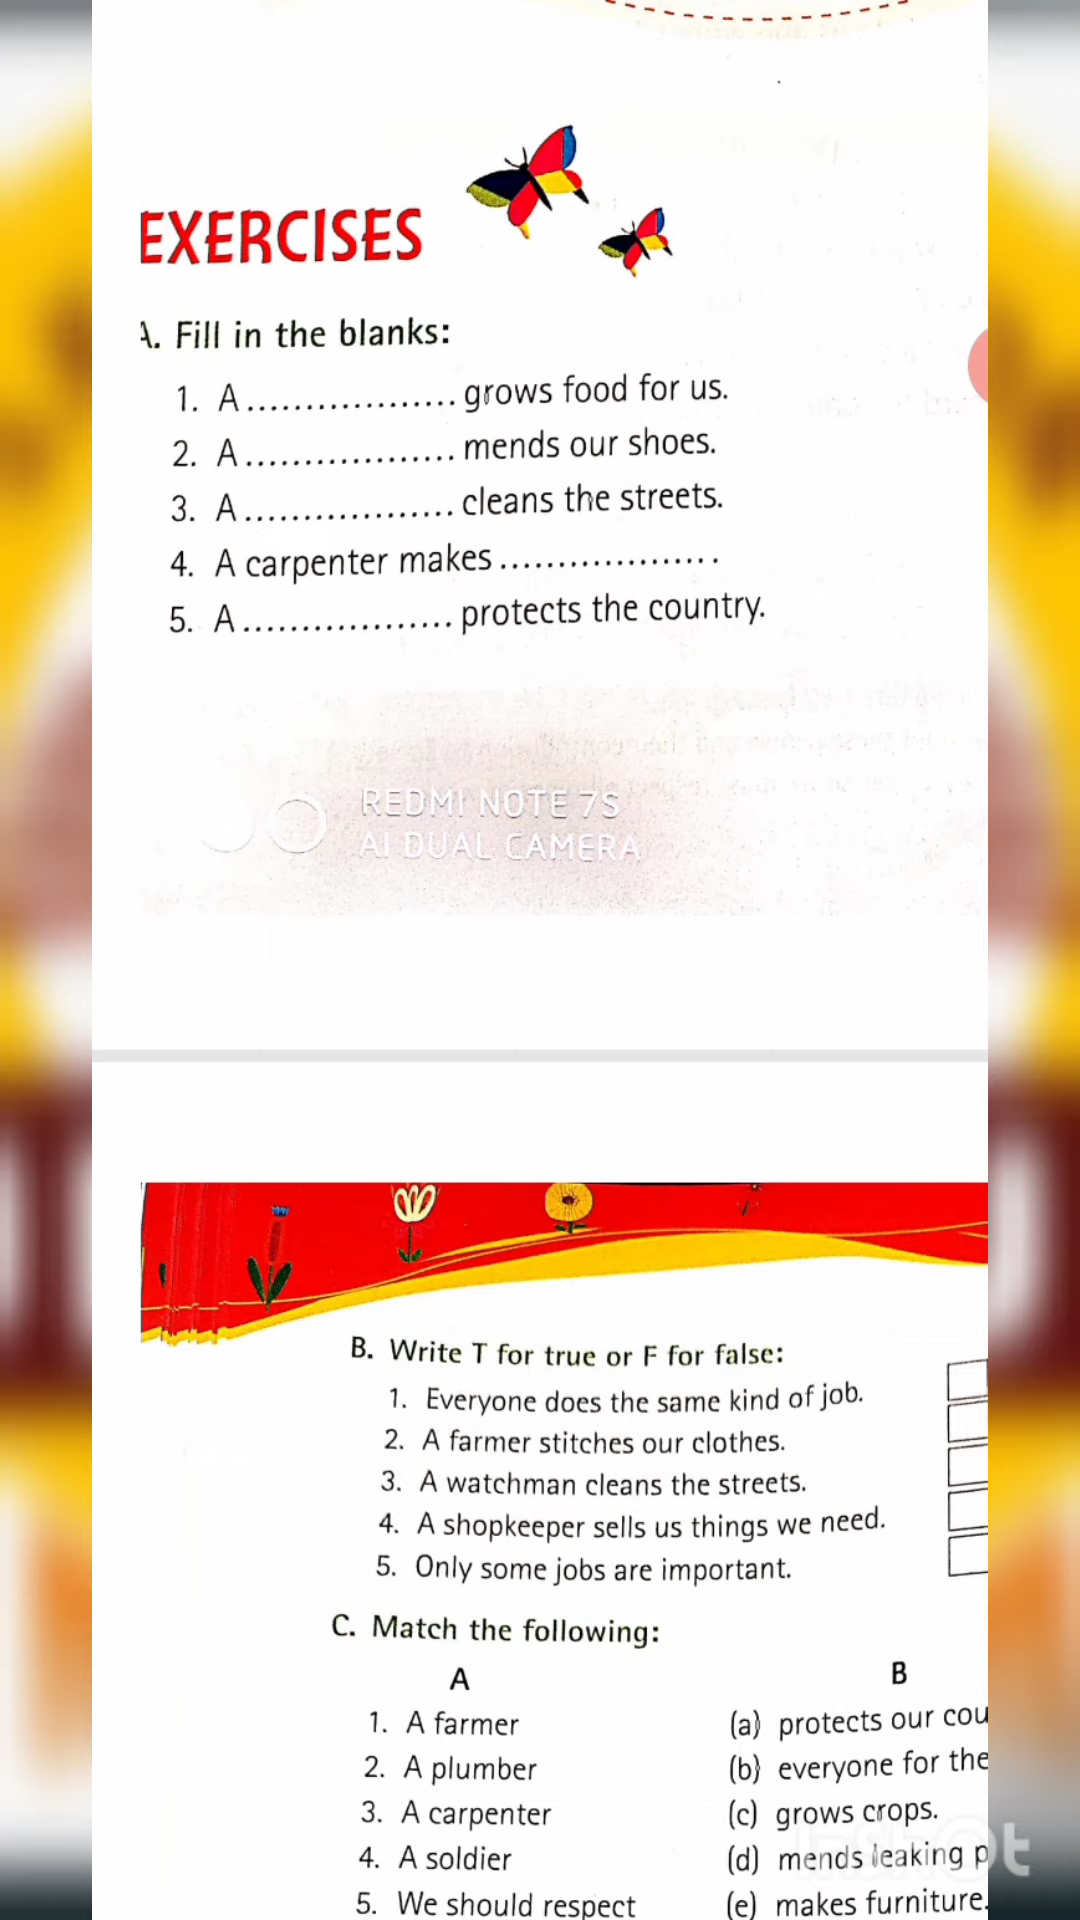 EXERCISES
A. Fill in the blanks:
1. A .................. grows food for us.
2. A .................. mends our shoes.
3. A .................. cleans the streets.
4. A carpenter makes ...................
5. A .................. protects the country.
REDMI NOTE 7S
AI DUAL CAMERA
B. Write T for true or F for false:
1. Everyone does the same kind of job.
2. A farmer stitches our clothes.
3. A watchman cleans the streets.
4. A shopkeeper sells us things we need.
5. Only some jobs are important.
C. Match the following:
A B
1. A farmer (a) protects our
2. A plumber (b) everyone for the
3. A carpenter (c) grows crops.
4. A soldier (d) mends leaking
5. We should respect (e) makes furniture.